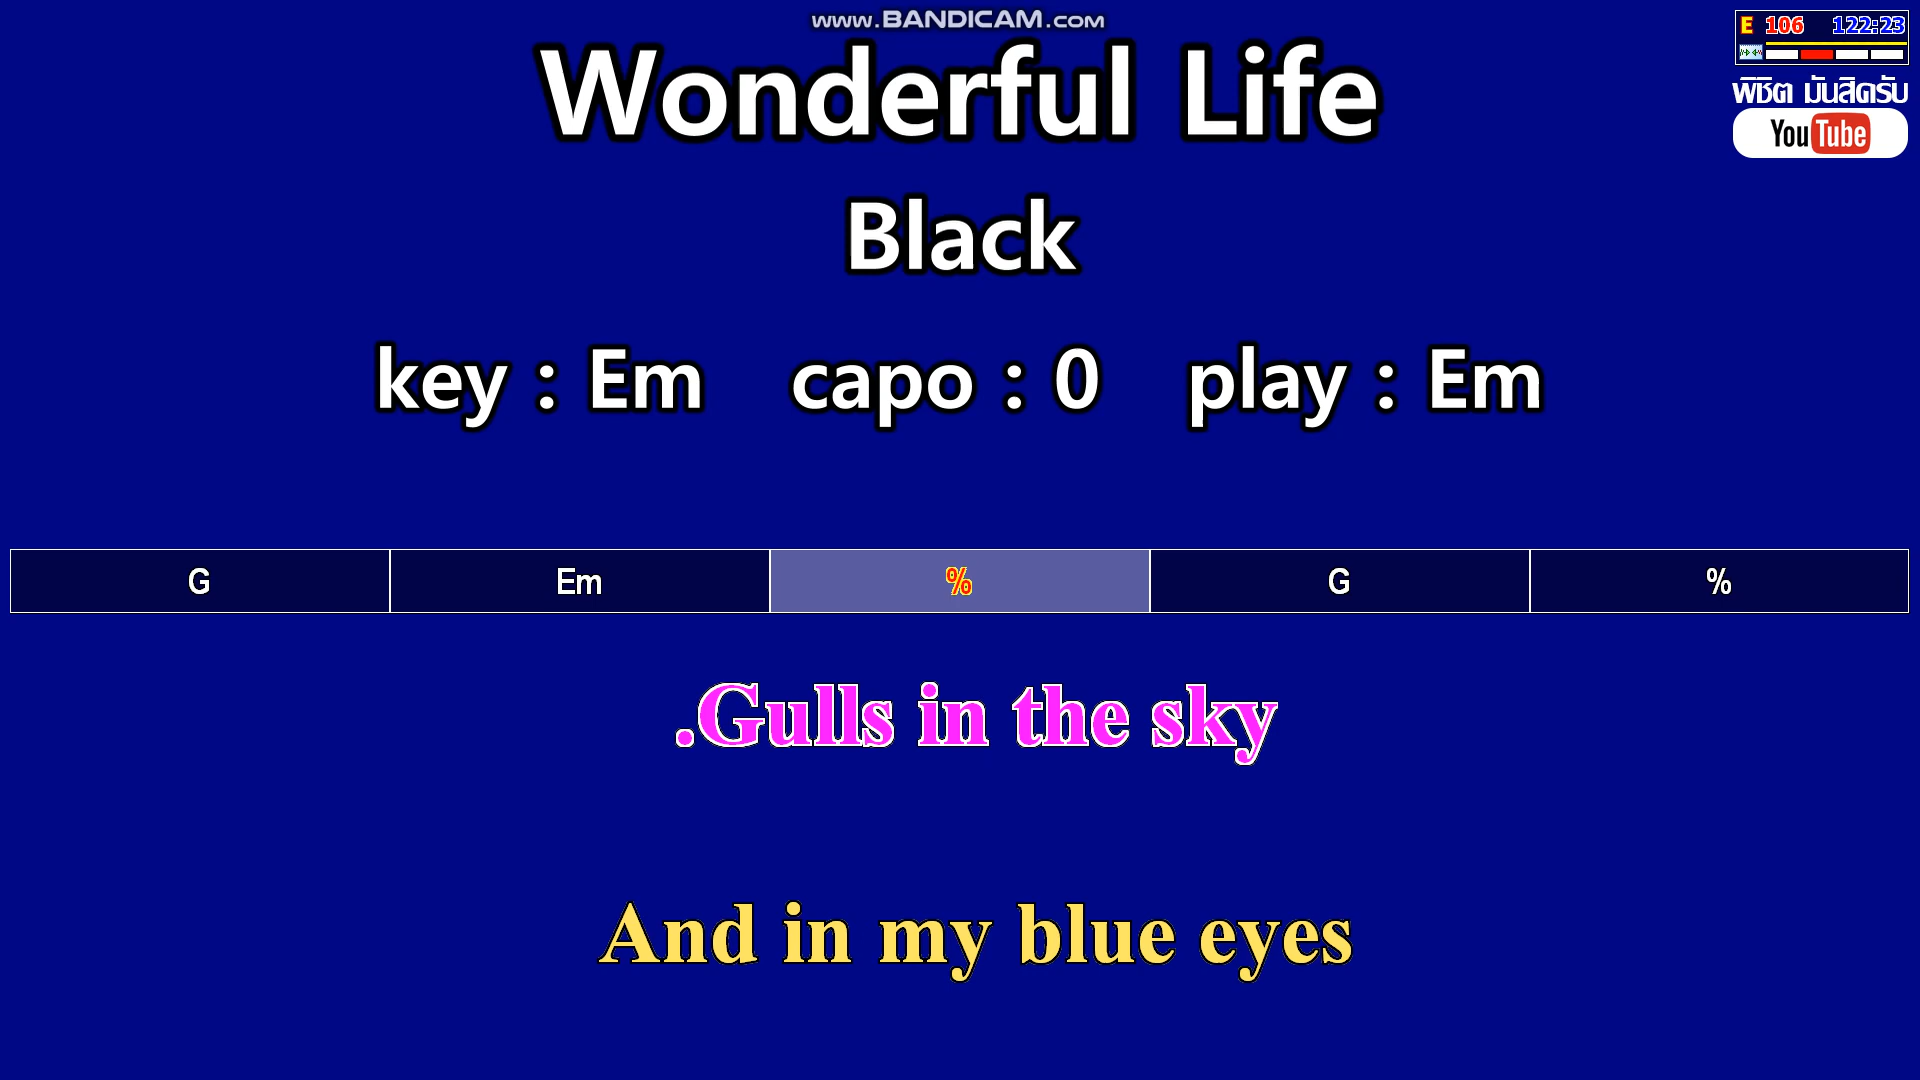 www.BANDICAM.com
E 106 122:23
Wonderful Life
พิชิต มันสิตรับ
YouTube
Black
key : Em capo : 0 play : Em
G Em % G %
.Gulls in the sky
And in my blue eyes